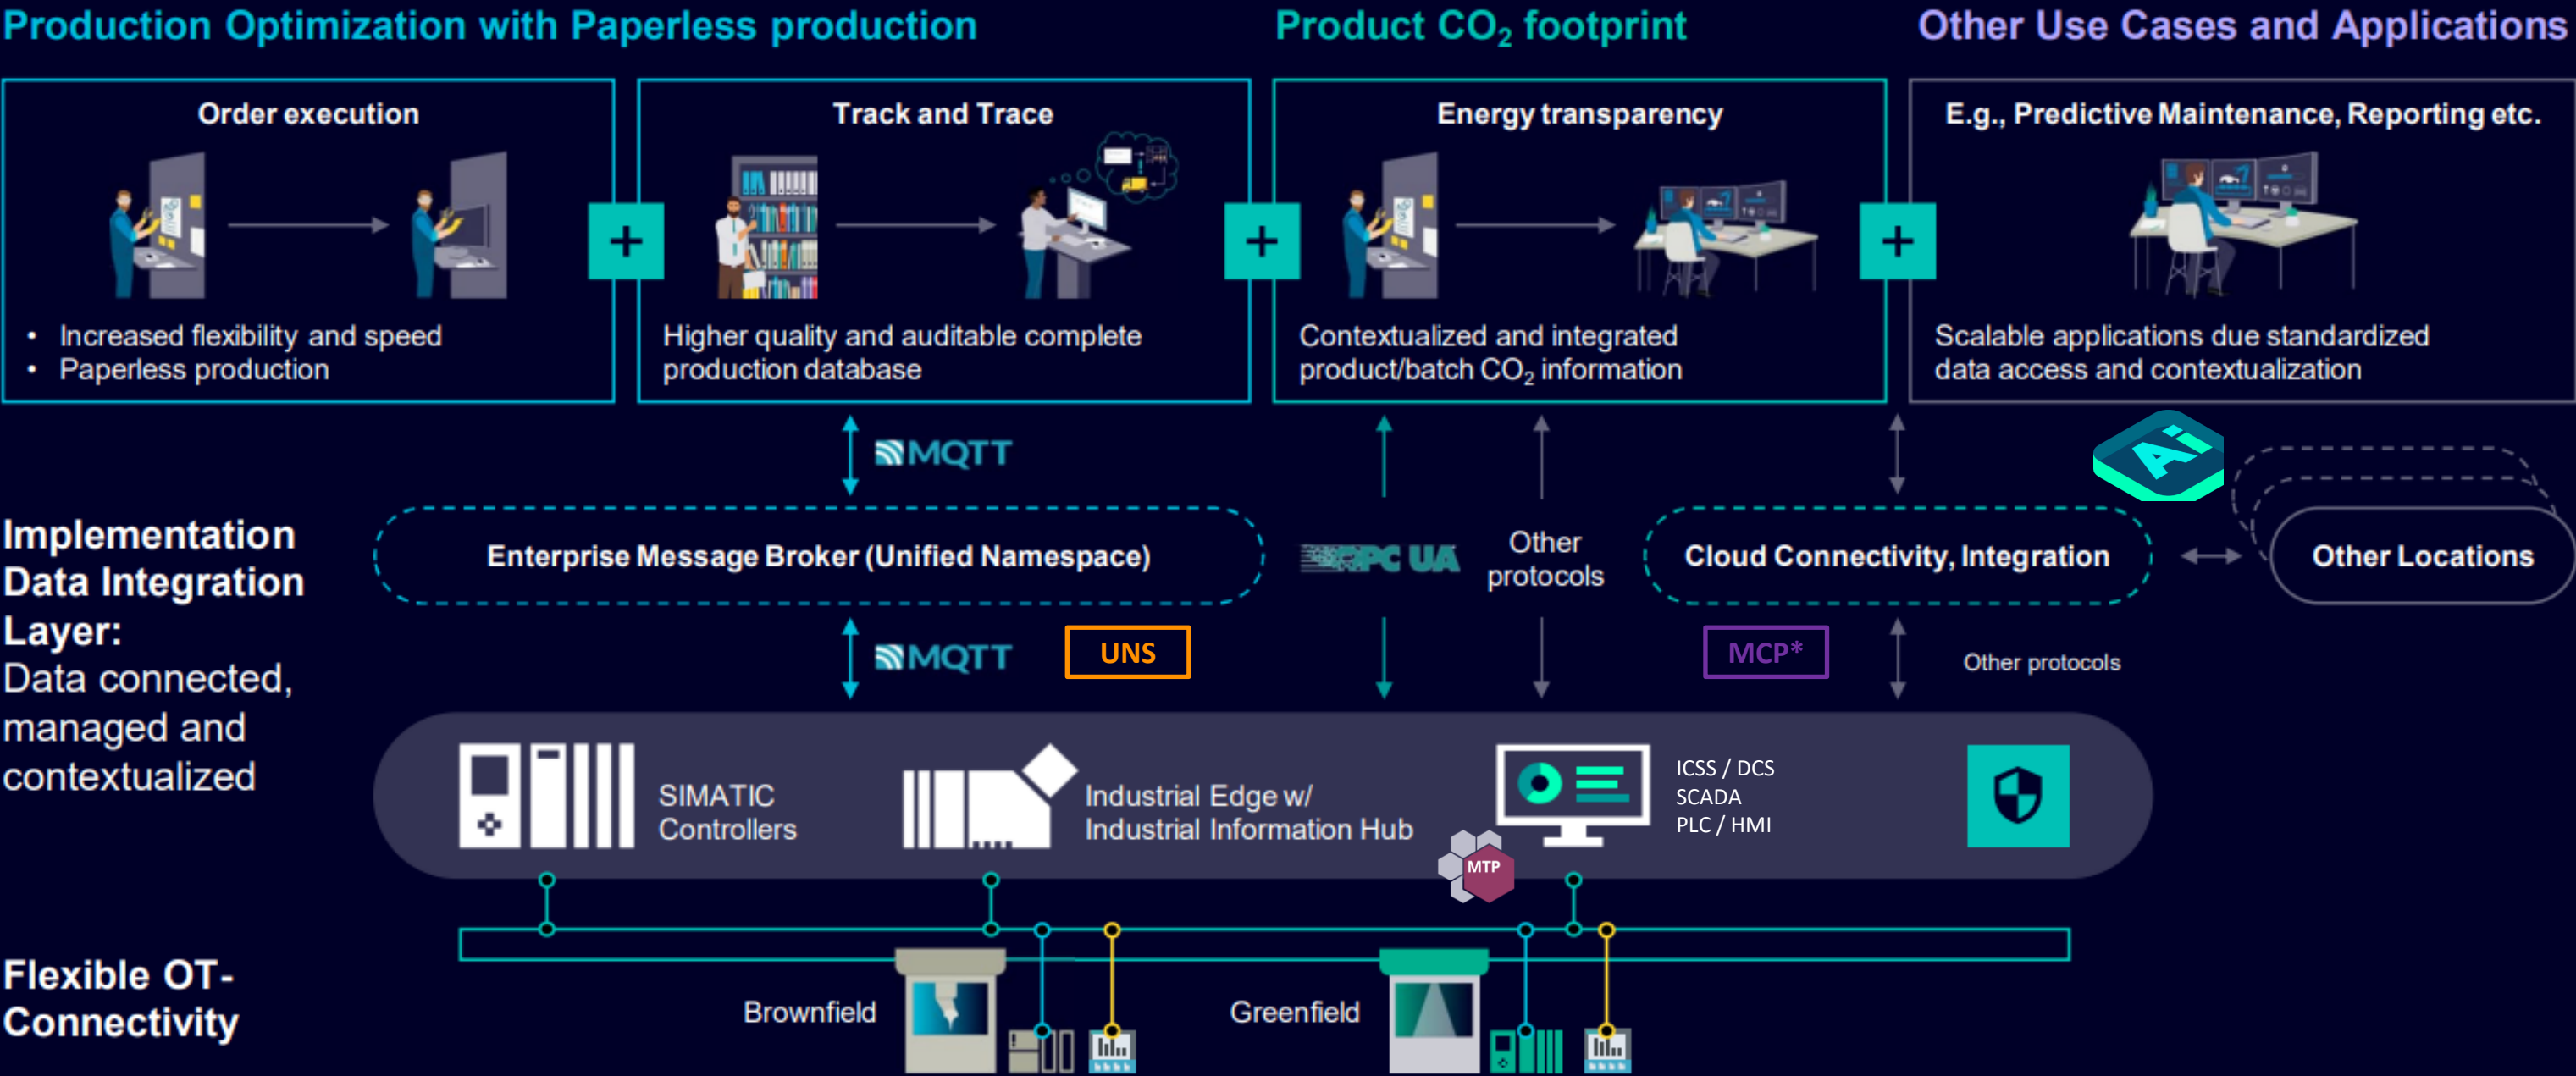 Production Optimization with Paperless production
Product CO₂ footprint
Other Use Cases and Applications
Order execution
Track and Trace
Energy transparency
E.g., Predictive Maintenance, Reporting etc.
+
+
+
• Increased flexibility and speed
• Paperless production
Higher quality and auditable complete
production database
Contextualized and integrated
product/batch CO₂ information
Scalable applications due standardized
data access and contextualization
MQTT
Ai
Implementation
Data Integration
Layer:
Data connected,
managed and
contextualized
Enterprise Message Broker (Unified Namespace)
OPC UA
Other
protocols
Cloud Connectivity, Integration
Other Locations
MQTT
UNS
MCP*
Other protocols
SIMATIC
Controllers
Industrial Edge w/
Industrial Information Hub
ICSS / DCS
SCADA
PLC / HMI
MTP
Flexible OT-
Connectivity
Brownfield
Greenfield